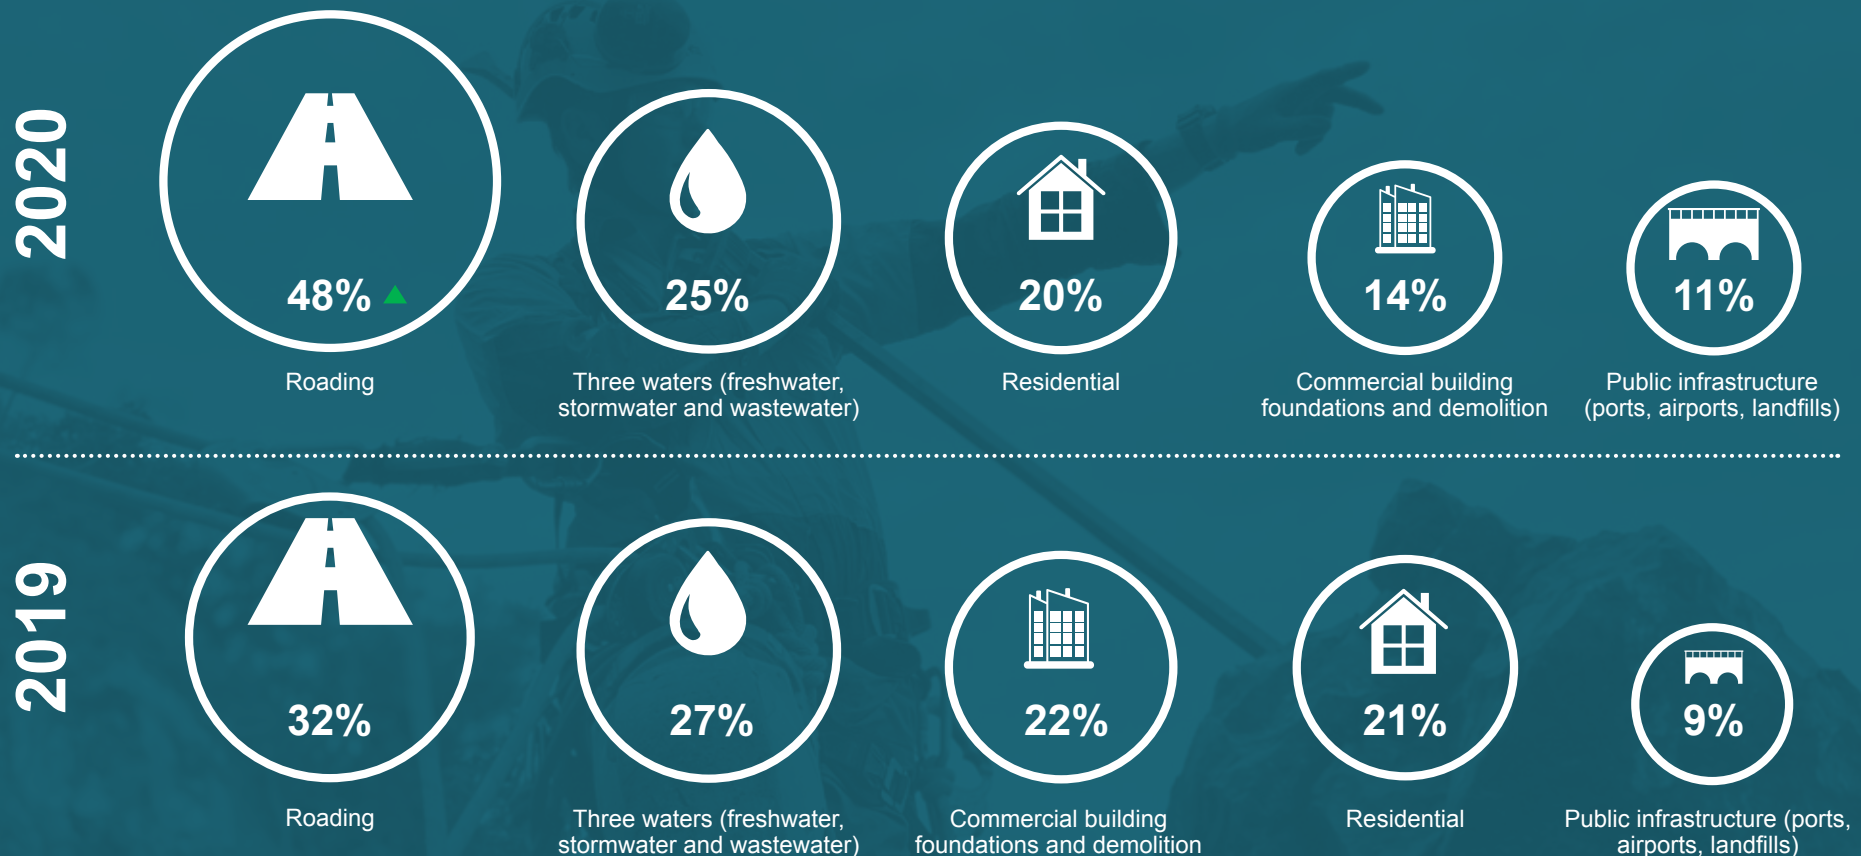 2020
48%
25%
20%
14%
11%
Roading
Three waters (freshwater,
stormwater and wastewater)
Residential
Commercial building
foundations and demolition
Public infrastructure
(ports, airports, landfills)
2019
32%
27%
22%
21%
9%
Roading
Three waters (freshwater,
stormwater and wastewater)
Commercial building
foundations and demolition
Residential
Public infrastructure (ports,
airports, landfills)